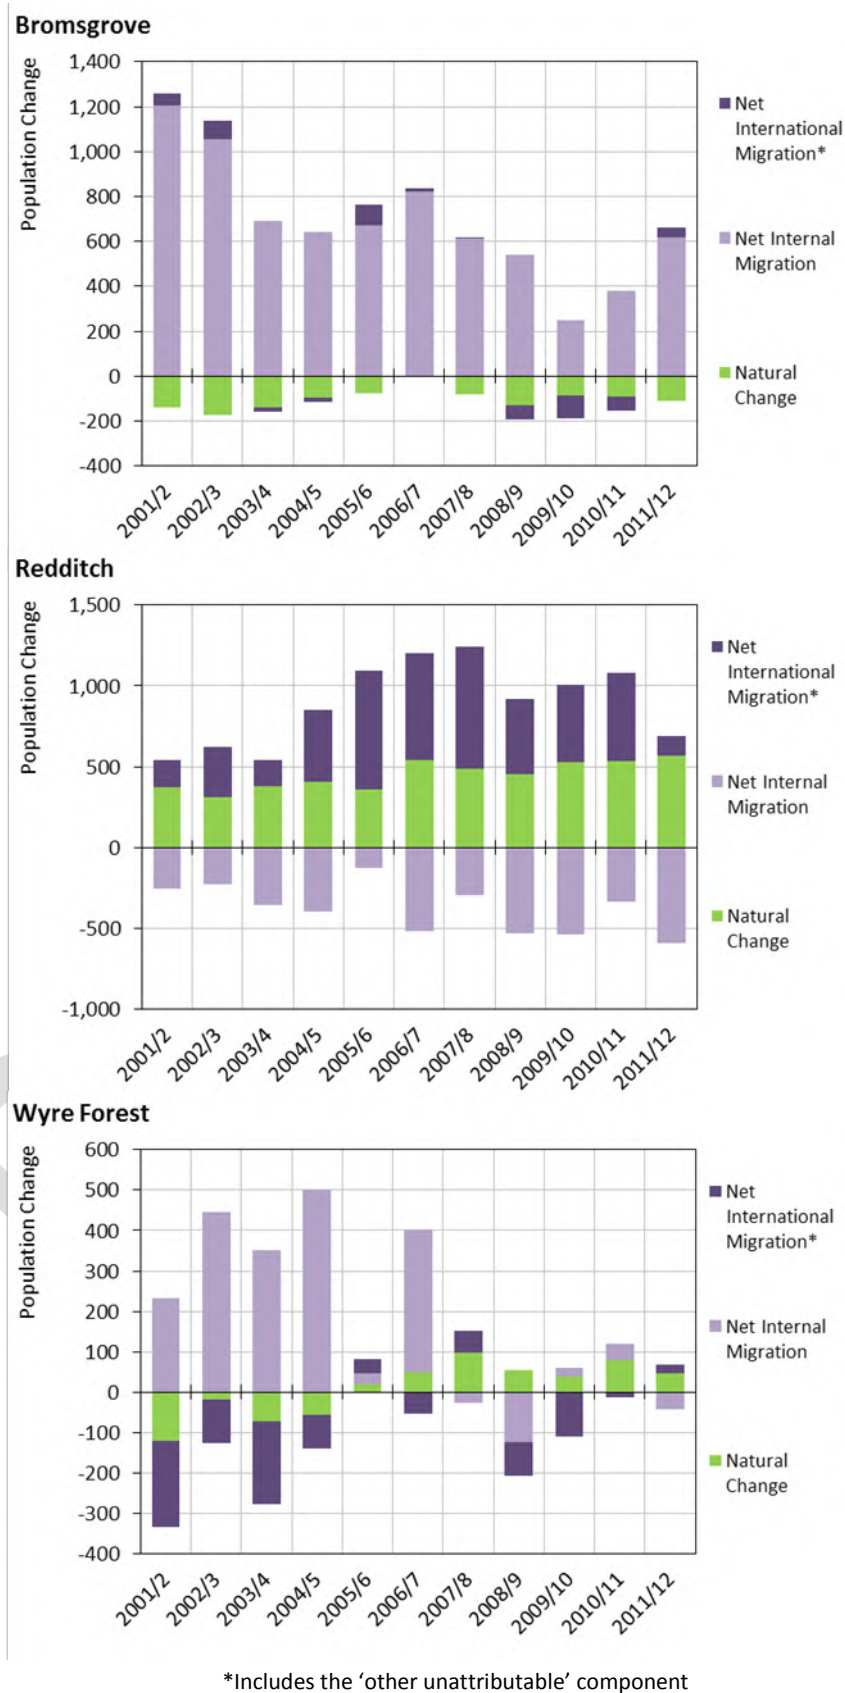 Bromsgrove
Population Change
1,400
1,200
1,000
800
600
400
200
0
-200
-400
2001/2
2002/3
2003/4
2004/5
2005/6
2006/7
2007/8
2008/9
2009/10
2010/11
2011/12
Net
International
Migration*
Net Internal
Migration
Natural
Change
Redditch
Population Change
1,500
1,000
500
0
-500
-1,000
2001/2
2002/3
2003/4
2004/5
2005/6
2006/7
2007/8
2008/9
2009/10
2010/11
2011/12
Net
International
Migration*
Net Internal
Migration
Natural
Change
Wyre Forest
Population Change
600
500
400
300
200
100
0
-100
-200
-300
-400
2001/2
2002/3
2003/4
2004/5
2005/6
2006/7
2007/8
2008/9
2009/10
2010/11
2011/12
Net
International
Migration*
Net Internal
Migration
Natural
Change
*Includes the ‘other unattributable’ component